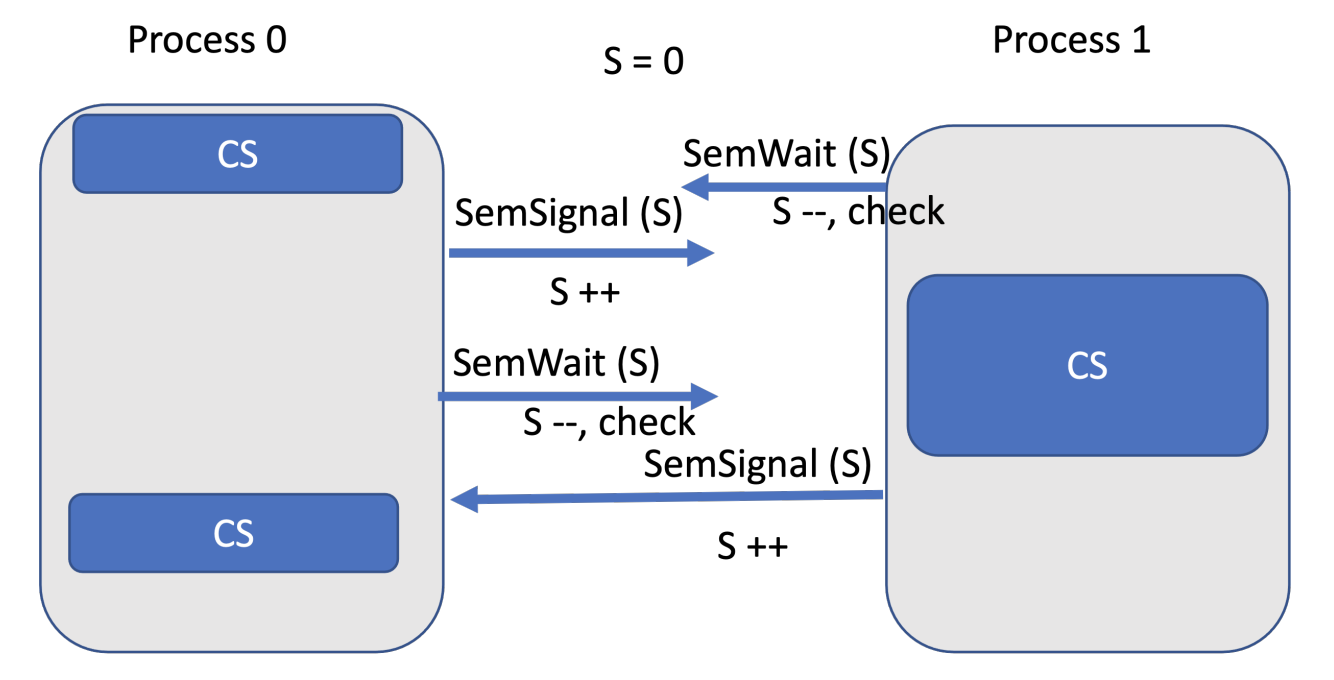 Process 0
Process 1
S = 0
CS
SemWait (S)
S --, check
SemSignal (S)
S ++
CS
SemWait (S)
S --, check
SemSignal (S)
CS
S ++